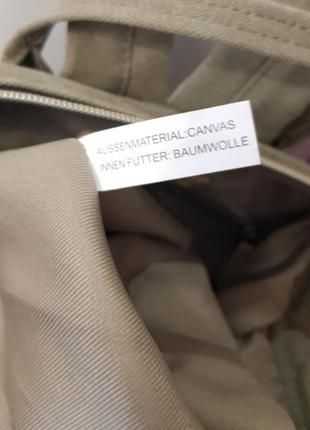 AUSSENMATERIAL:CANVAS
INNEN FUTTER: BAUMWOLLE